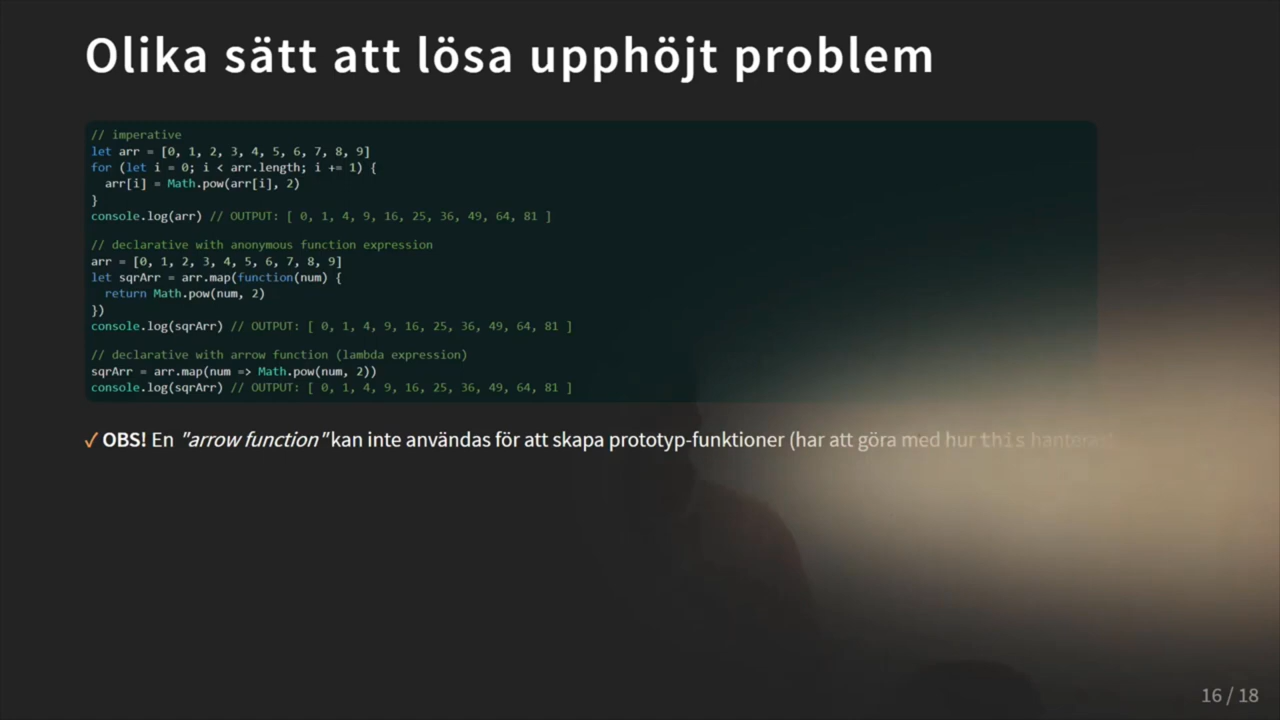 Olika sätt att lösa upphöjt problem
// imperative
let arr = [0, 1, 2, 3, 4, 5, 6, 7, 8, 9]
for (let i = 0; i < arr.length; i += 1) {
  arr[i] = Math.pow(arr[i], 2)
}
console.log(arr) // OUTPUT: [ 0, 1, 4, 9, 16, 25, 36, 49, 64, 81 ]
// declarative with anonymous function expression
arr = [0, 1, 2, 3, 4, 5, 6, 7, 8, 9]
let sqrArr = arr.map(function(num) {
  return Math.pow(num, 2)
})
console.log(sqrArr) // OUTPUT: [ 0, 1, 4, 9, 16, 25, 36, 49, 64, 81 ]
// declarative with arrow function (lambda expression)
sqrArr = arr.map(num => Math.pow(num, 2))
console.log(sqrArr) // OUTPUT: [ 0, 1, 4, 9, 16, 25, 36, 49, 64, 81 ]
✓ OBS! En "arrow function" kan inte användas för att skapa prototyp-funktioner (har att göra med hur this hanteras)
16 / 18